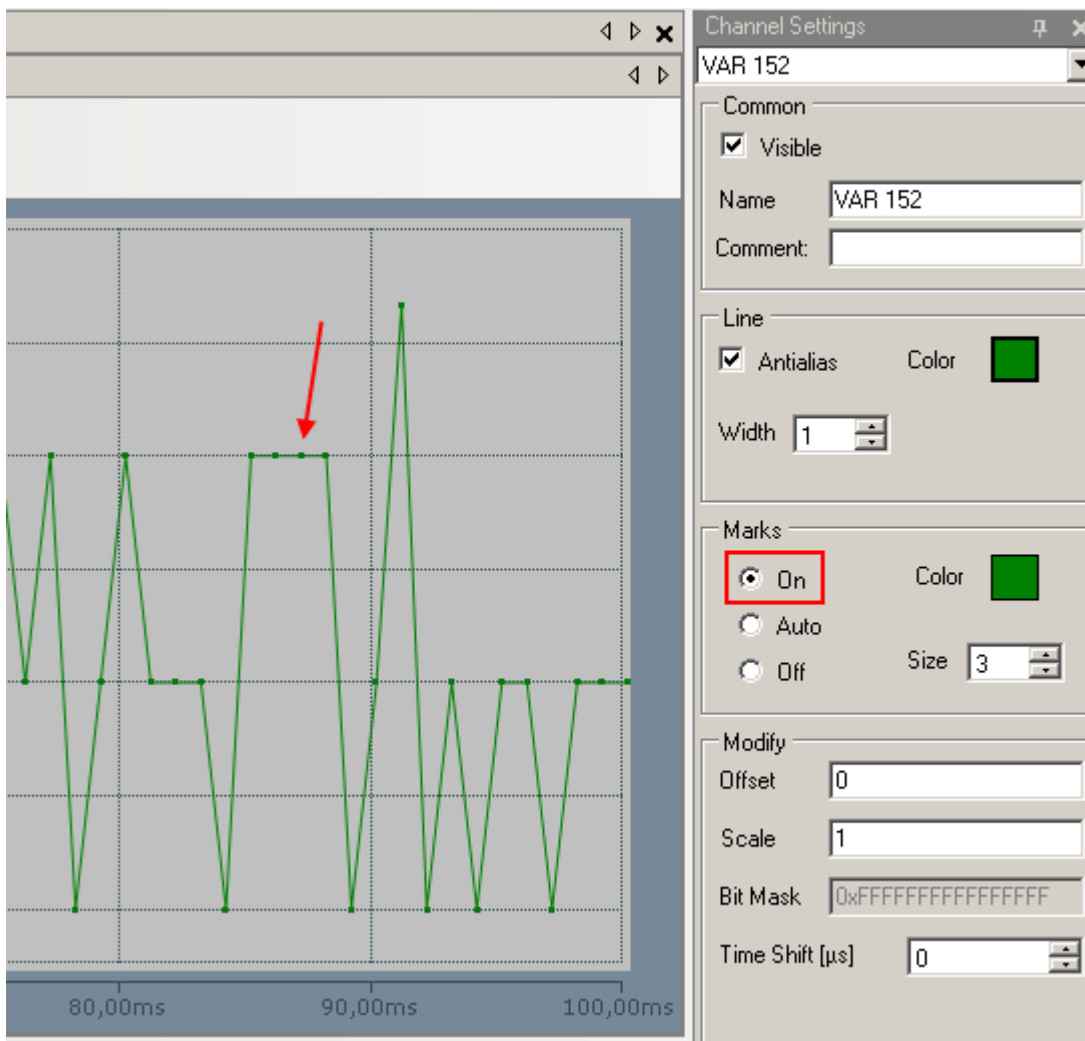 Channel Settings
VAR 152
Common
Visible
Name VAR 152
Comment:
Line
Antialias Color
Width 1
Marks
On Color
Auto
Off Size 3
Modify
Offset 0
Scale 1
Bit Mask 0xFFFFFFFFFFFFFFFF
Time Shift [µs] 0
80,00ms 90,00ms 100,00ms